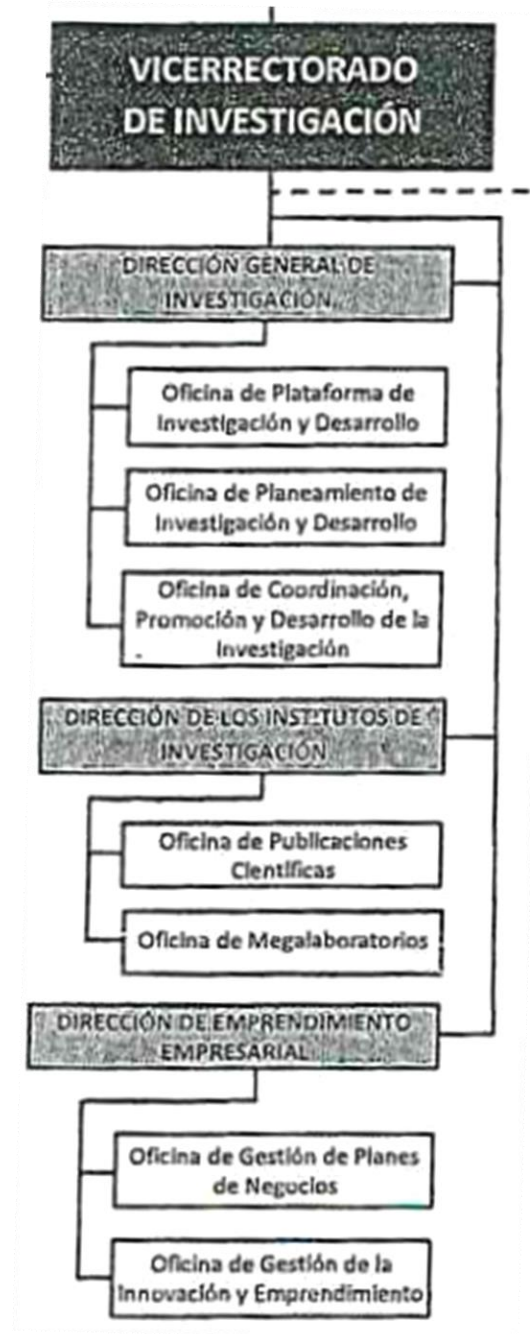 VICERRECTORADO
DE INVESTIGACIÓN
DIRECCIÓN GENERAL DE
INVESTIGACIÓN
Oficina de Plataforma de
Investigación y Desarrollo
Oficina de Planeamiento de
Investigación y Desarrollo
Oficina de Coordinación,
Promoción y Desarrollo de la
Investigación
DIRECCIÓN DE LOS INSTITUTOS DE
INVESTIGACIÓN
Oficina de Publicaciones
Científicas
Oficina de Megalaboratorios
DIRECCIÓN DE EMPRENDIMIENTO
EMPRESARIAL
Oficina de Gestión de Planes
de Negocios
Oficina de Gestión de la
Innovación y Emprendimiento